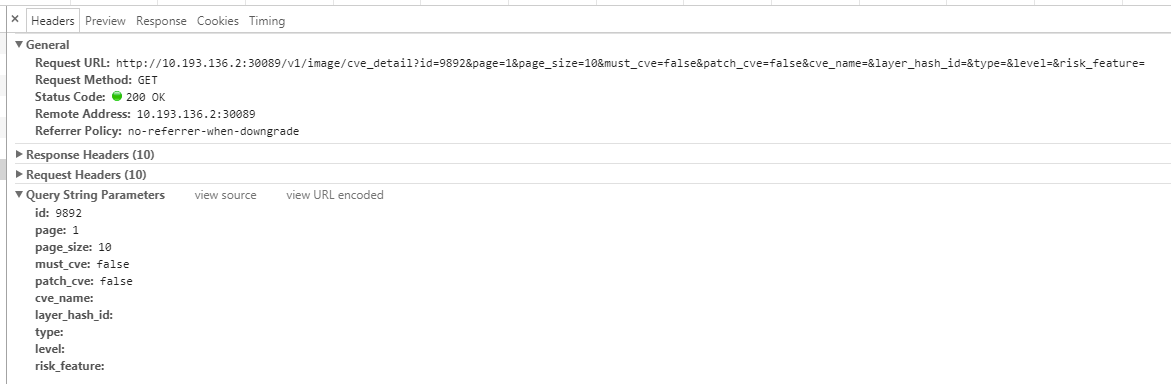 × Headers Preview Response Cookies Timing
▼ General
Request URL: http://10.193.136.2:30089/v1/image/cve_detail?id=9892&page=1&page_size=10&must_cve=false&patch_cve=false&cve_name=&layer_hash_id=&type=&level=&risk_feature=
Request Method: GET
Status Code: 200 OK
Remote Address: 10.193.136.2:30089
Referrer Policy: no-referrer-when-downgrade
▶ Response Headers (10)
▶ Request Headers (10)
▼ Query String Parameters view source view URL encoded
id: 9892
page: 1
page_size: 10
must_cve: false
patch_cve: false
cve_name:
layer_hash_id:
type:
level:
risk_feature: